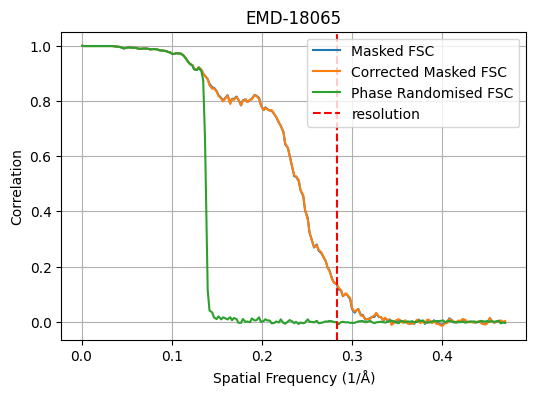 EMD-18065
Masked FSC
Corrected Masked FSC
Phase Randomised FSC
resolution
Correlation
1.0
0.8
0.6
0.4
0.2
0.0
0.0 0.1 0.2 0.3 0.4
Spatial Frequency (1/Å)